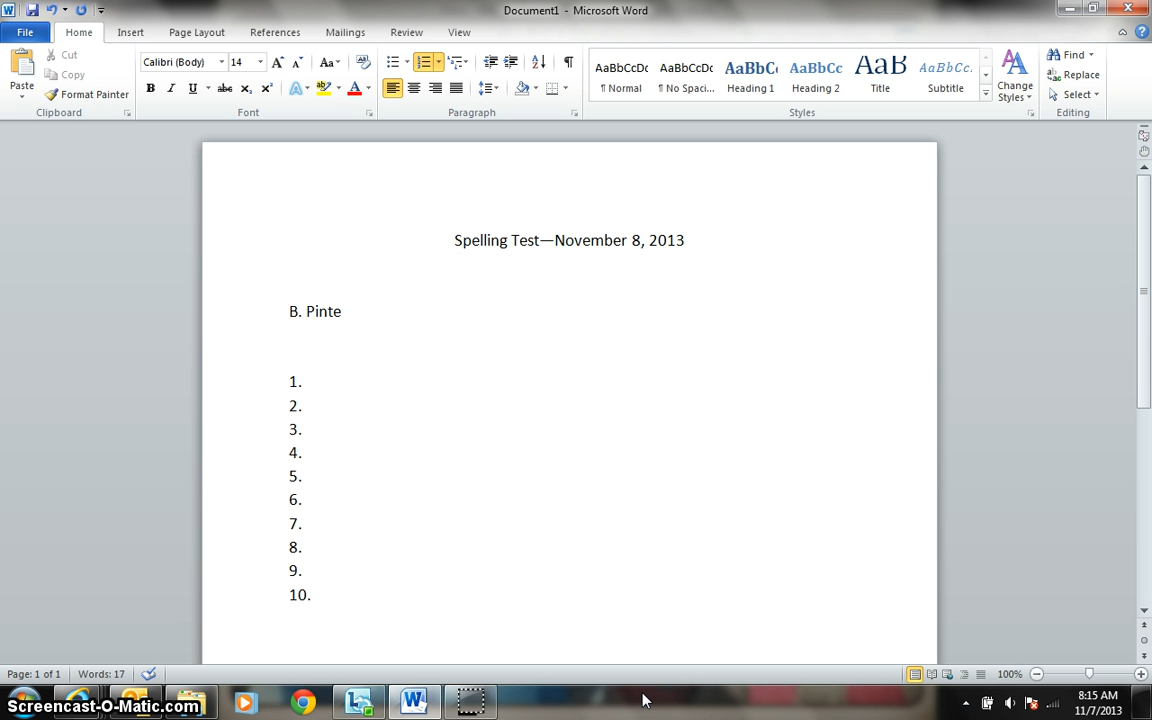 Document1 - Microsoft Word
File Home Insert Page Layout References Mailings Review View
Paste
Cut
Copy
Format Painter
Clipboard
Calibri (Body) 14
Font
Paragraph
AaBbCcDc AaBbCcDc AaBbC AaBbCc AaB AaBbCc.
¶ Normal ¶ No Spaci... Heading 1 Heading 2 Title Subtitle
Change Styles
Styles
Find
Replace
Select
Editing
Spelling Test—November 8, 2013
B. Pinte
1.
2.
3.
4.
5.
6.
7.
8.
9.
10.
Page: 1 of 1 Words: 17 100%
Screencast-O-Matic.com
8:15 AM
11/7/2013